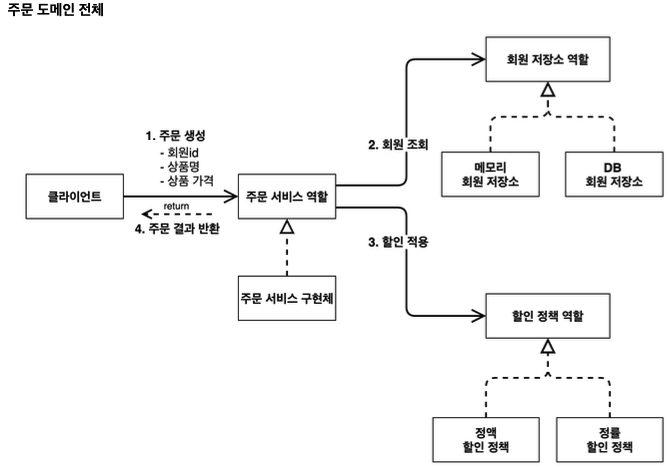 주문 도메인 전체
회원 저장소 역할
1. 주문 생성
- 회원id
- 상품명
- 상품 가격
2. 회원 조회
메모리
회원 저장소
DB
회원 저장소
클라이언트
주문 서비스 역할
return
4. 주문 결과 반환
3. 할인 적용
주문 서비스 구현체
할인 정책 역할
정액
할인 정책
정률
할인 정책